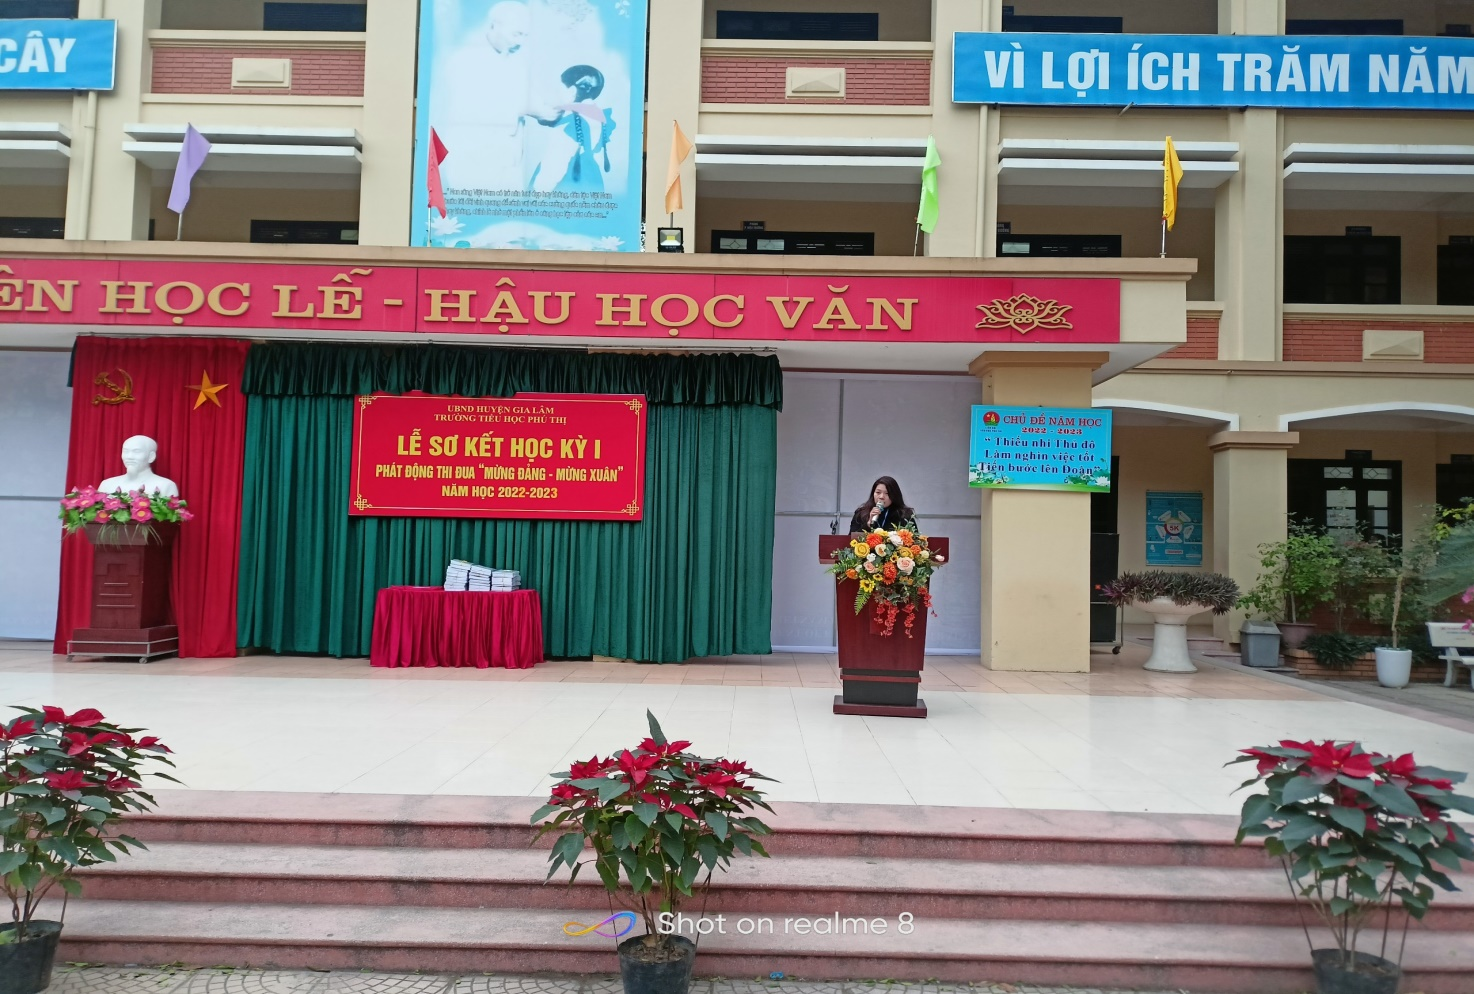 CÂY
VÌ LỢI ÍCH TRĂM NĂM
ÊN HỌC LỄ - HẬU HỌC VĂN
UBND HUYỆN GIA LÂM
TRƯỜNG TIỂU HỌC PHÚ THỊ
LỄ SƠ KẾT HỌC KỲ I
PHÁT ĐỘNG THI ĐUA "MỪNG ĐẢNG - MỪNG XUÂN"
NĂM HỌC 2022-2023
CHỦ ĐỀ NĂM HỌC
2022 - 2023
" Thiếu nhi Thủ đô
Làm nghìn việc tốt
Tiến bước lên Đoàn"
5K
Shot on realme 8